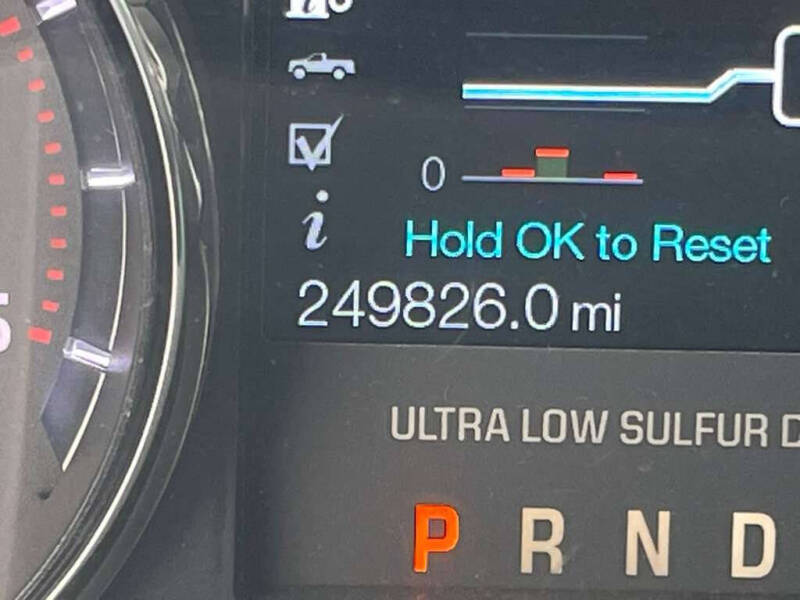 0
Hold OK to Reset
249826.0 mi
ULTRA LOW SULFUR
P R N D